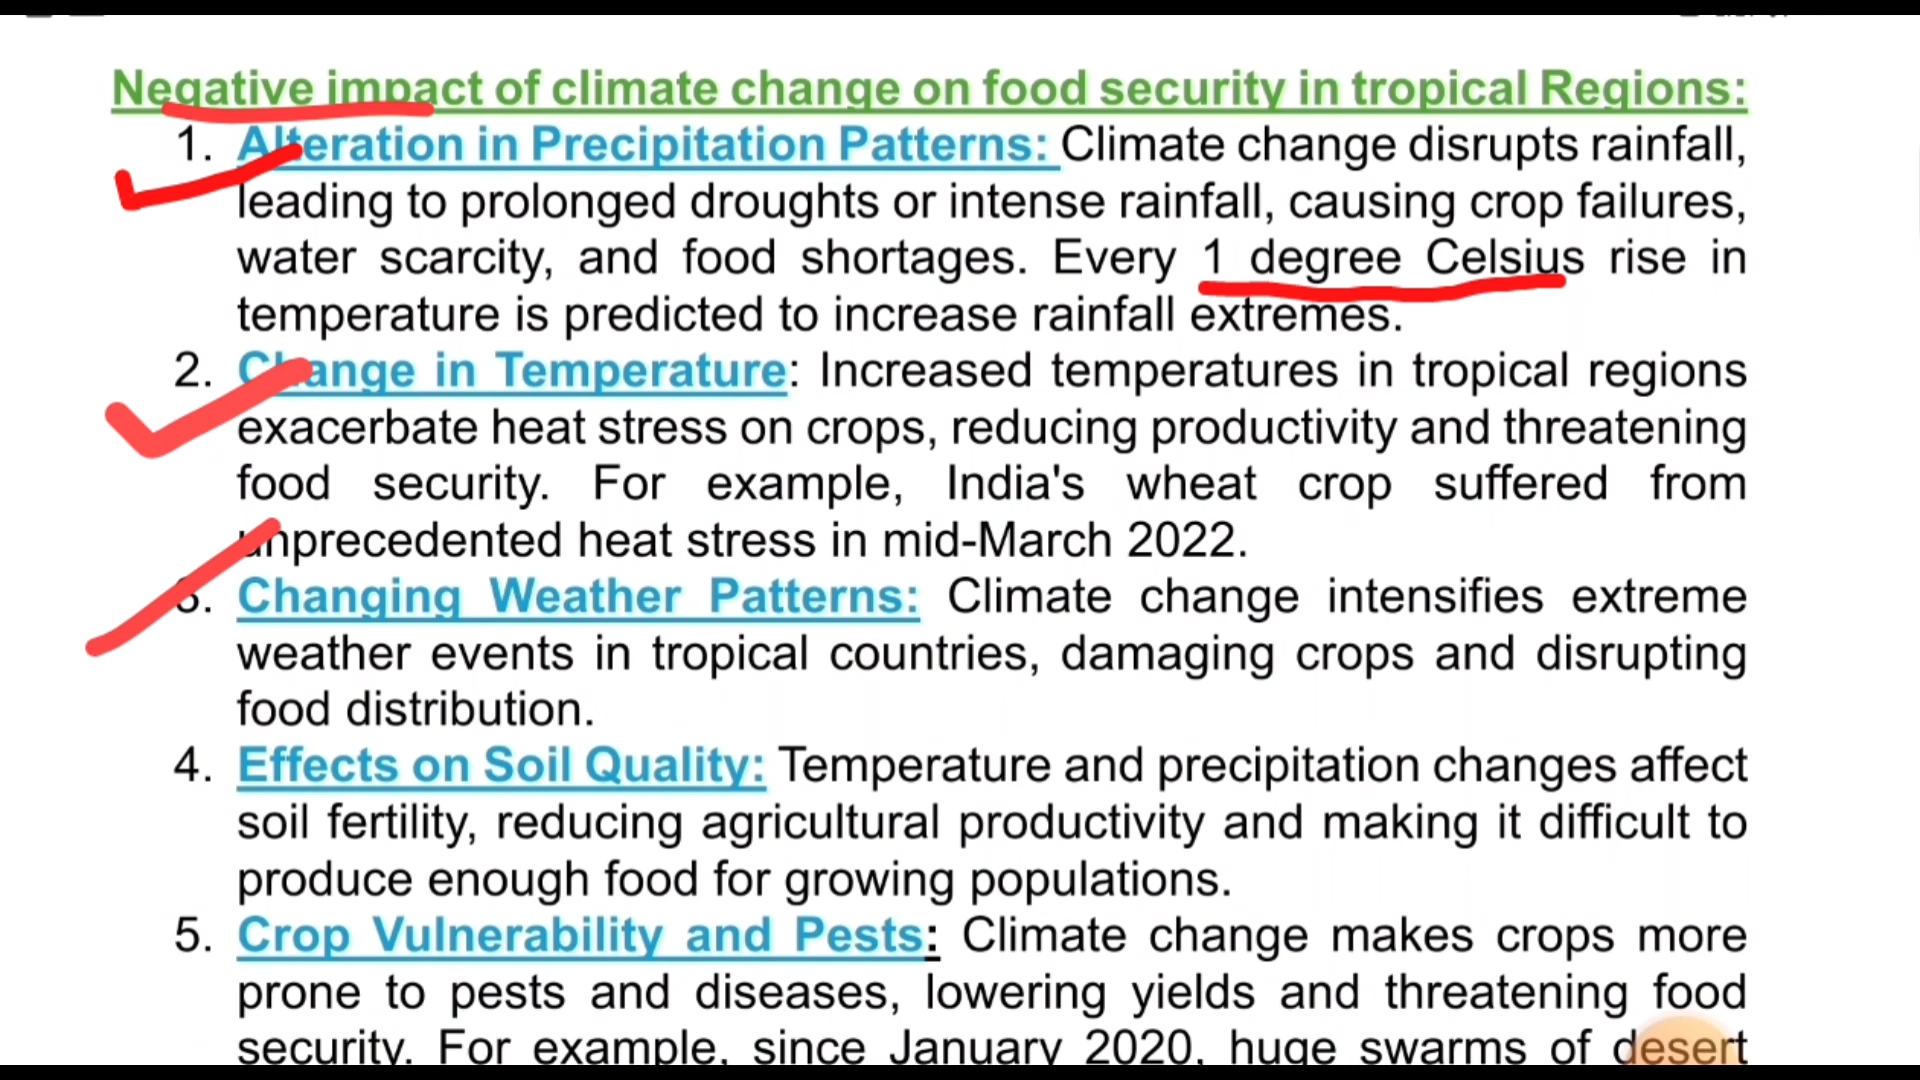 Negative impact of climate change on food security in tropical Regions:
1. Alteration in Precipitation Patterns: Climate change disrupts rainfall,
leading to prolonged droughts or intense rainfall, causing crop failures,
water scarcity, and food shortages. Every 1 degree Celsius rise in
temperature is predicted to increase rainfall extremes.
2. Change in Temperature: Increased temperatures in tropical regions
exacerbate heat stress on crops, reducing productivity and threatening
food security. For example, India's wheat crop suffered from
unprecedented heat stress in mid-March 2022.
3. Changing Weather Patterns: Climate change intensifies extreme
weather events in tropical countries, damaging crops and disrupting
food distribution.
4. Effects on Soil Quality: Temperature and precipitation changes affect
soil fertility, reducing agricultural productivity and making it difficult to
produce enough food for growing populations.
5. Crop Vulnerability and Pests: Climate change makes crops more
prone to pests and diseases, lowering yields and threatening food
security. For example, since January 2020, huge swarms of desert